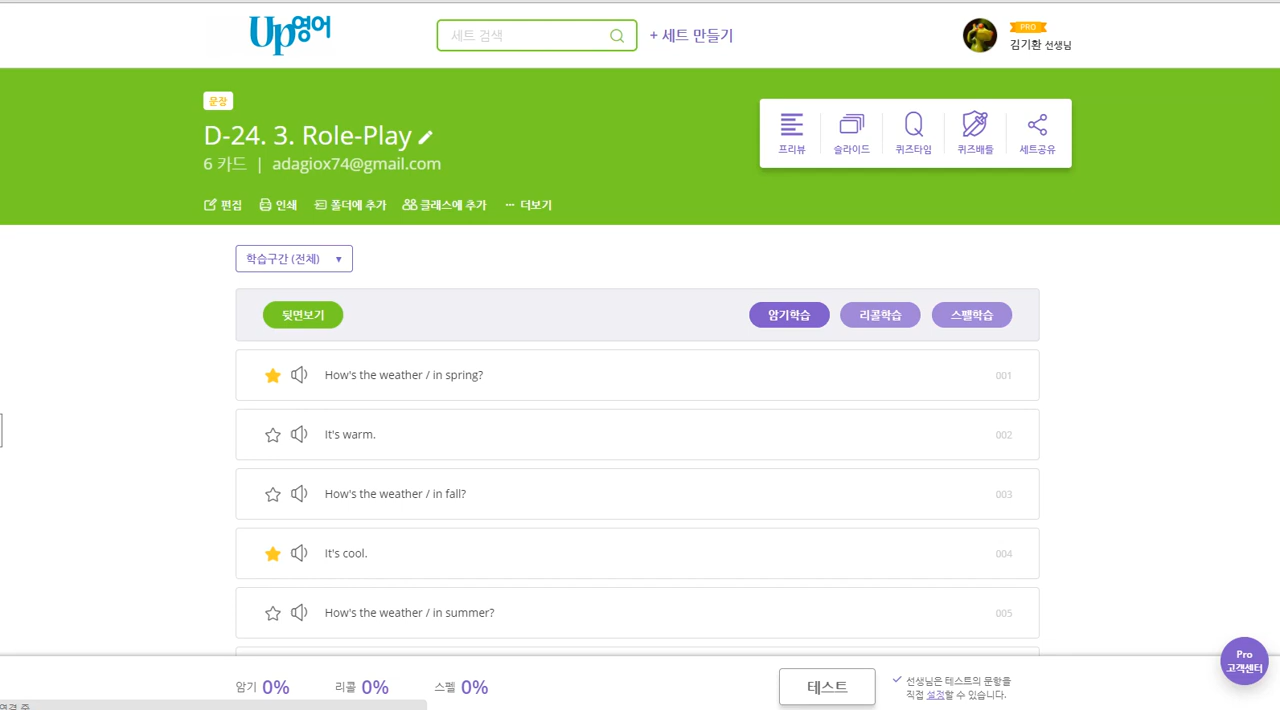 Up영어
세트 검색
+ 세트 만들기
PRO
김기환 선생님
문장
D-24. 3. Role-Play
6 카드 | adagiox74@gmail.com
프리뷰
슬라이드
퀴즈타임
퀴즈배틀
세트공유
편집
인쇄
폴더에 추가
클래스에 추가
··· 더보기
학습구간 (전체) ▼
뒷면보기
암기학습
리콜학습
스펠학습
How's the weather / in spring?
001
It's warm.
002
How's the weather / in fall?
003
It's cool.
004
How's the weather / in summer?
005
암기 0%
리콜 0%
스펠 0%
테스트
선생님은 테스트의 문항을
직접 설정할 수 있습니다.
Pro
고객센터
연결 중